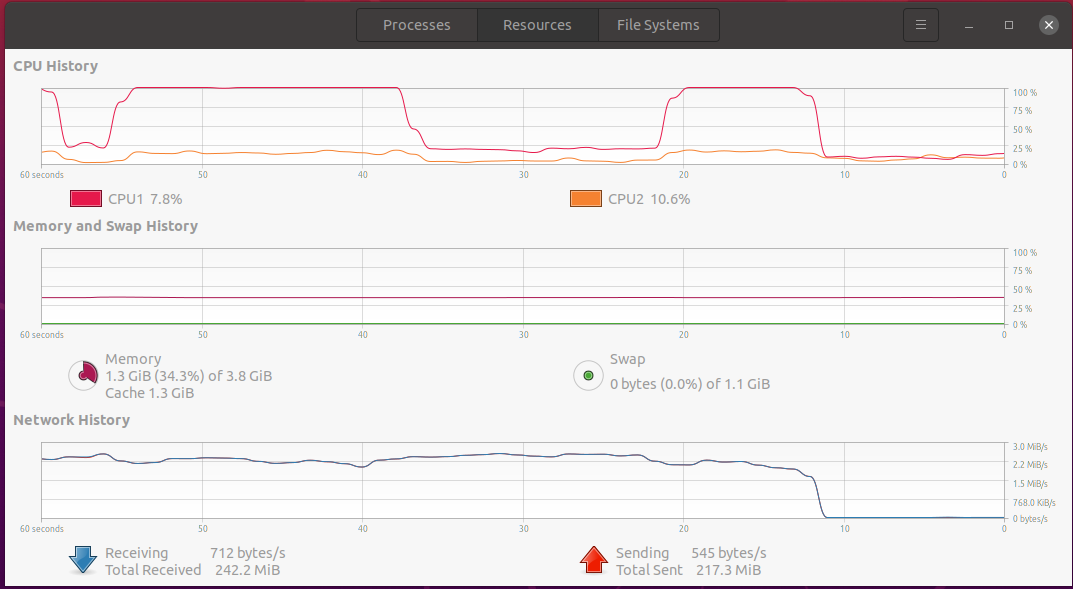 Processes Resources File Systems
CPU History
100 %
75 %
50 %
25 %
0 %
60 seconds 50 40 30 20 10 0
CPU1 7.8% CPU2 10.6%
Memory and Swap History
100 %
75 %
50 %
25 %
0 %
60 seconds 50 40 30 20 10 0
Memory
1.3 GiB (34.3%) of 3.8 GiB
Cache 1.3 GiB
Swap
0 bytes (0.0%) of 1.1 GiB
Network History
3.0 MiB/s
2.2 MiB/s
1.5 MiB/s
768.0 KiB/s
0 bytes/s
60 seconds 50 40 30 20 10 0
Receiving 712 bytes/s
Total Received 242.2 MiB
Sending 545 bytes/s
Total Sent 217.3 MiB